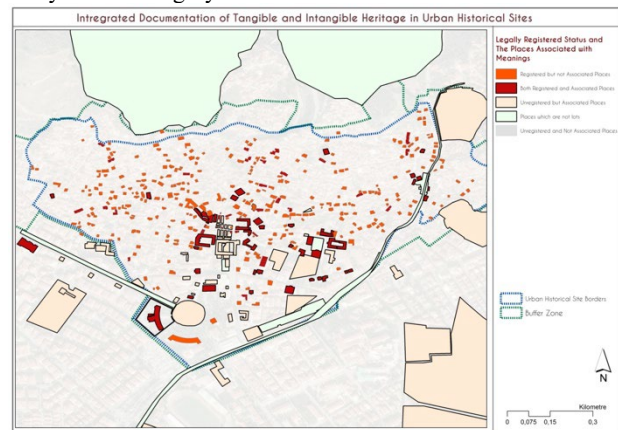 Intregrated Documentation of Tangible and Intangible Heritage in Urban Historical Sites
Legally Registered Status and
The Places Associated with
Meanings
Registered but not Associated Places
Both Registered and Associated Places
Unregistered but Associated Places
Places which are not lots
Unregistered and Not Associated Places
Urban Historical Site Borders
Buffer Zone
N
Kilometre
0 0,075 0,15 0,3